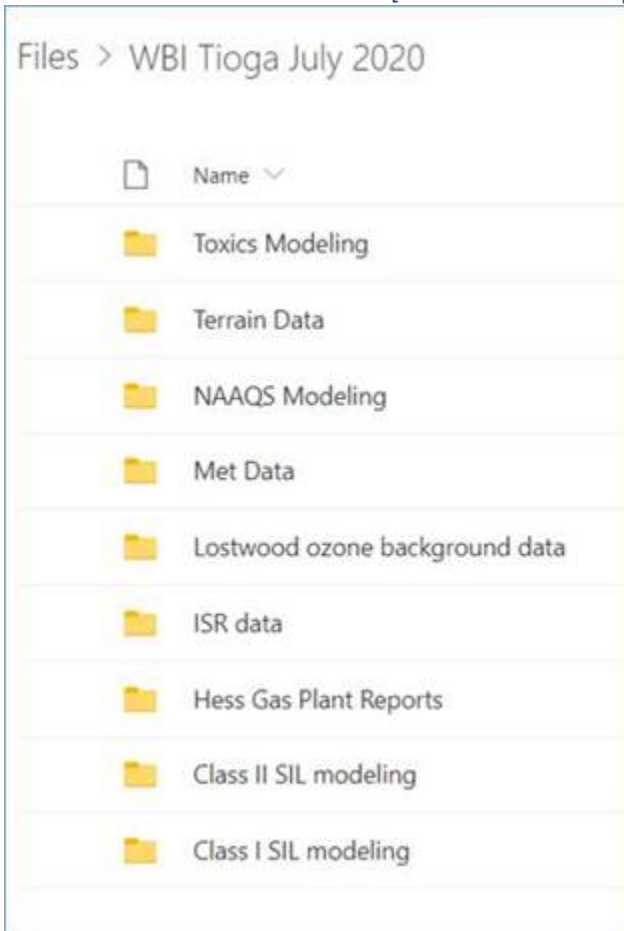 Files > WBI Tioga July 2020
Name
Toxics Modeling
Terrain Data
NAAQS Modeling
Met Data
Lostwood ozone background data
ISR data
Hess Gas Plant Reports
Class II SIL modeling
Class I SIL modeling